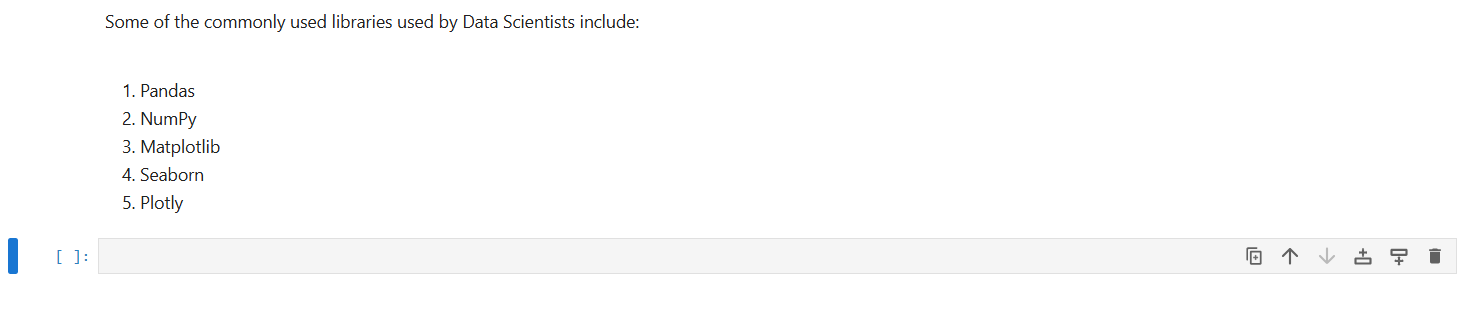 Some of the commonly used libraries used by Data Scientists include:
1. Pandas
2. NumPy
3. Matplotlib
4. Seaborn
5. Plotly
[ ]: